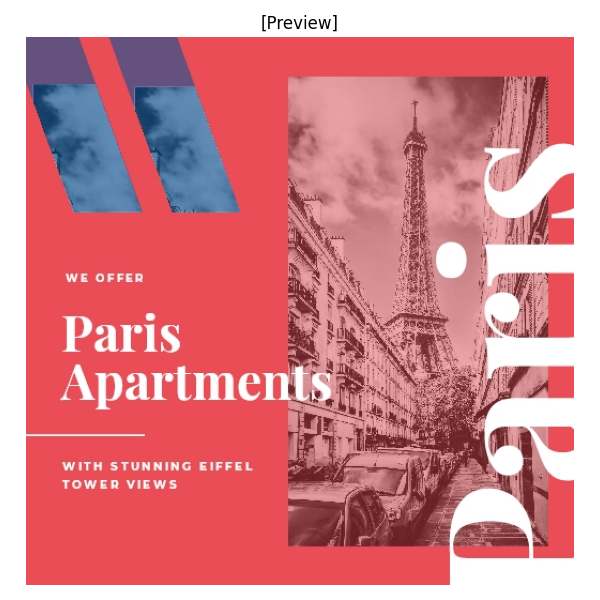 [Preview]
WE OFFER
Paris
Apartments
WITH STUNNING EIFFEL
TOWER VIEWS
Paris